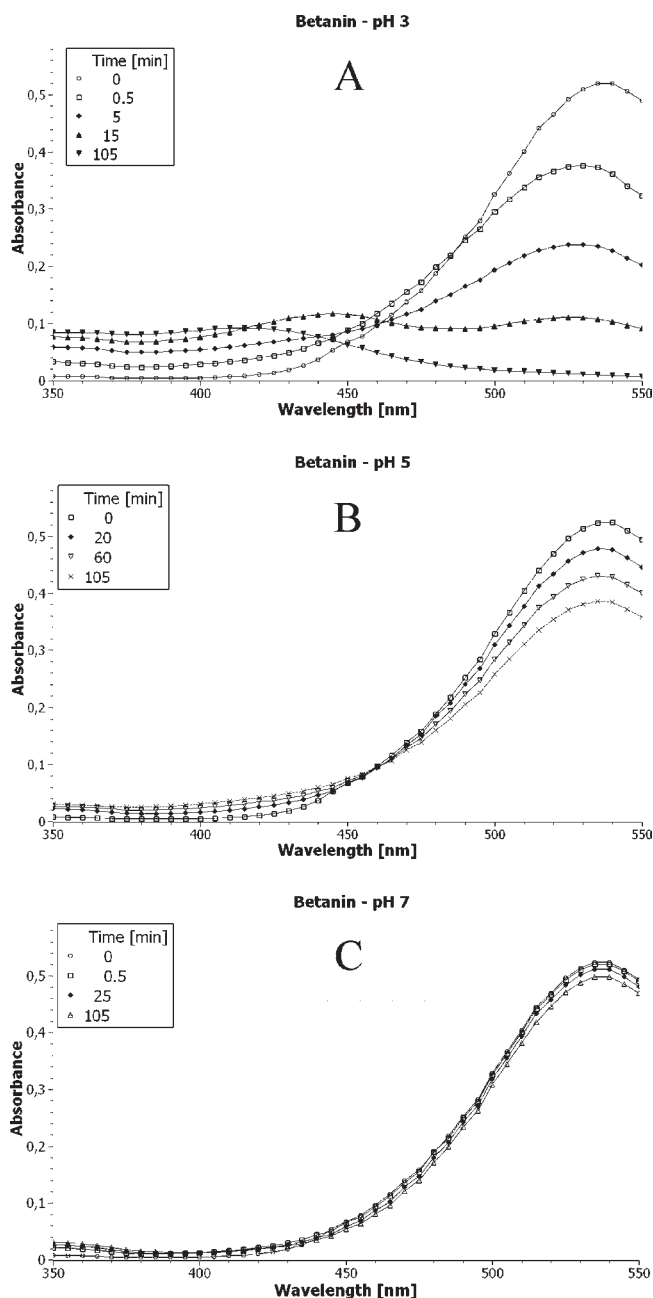 Betanin - pH 3
A
Time [min]
0
0.5
5
15
105
0,5
0,4
0,3
0,2
0,1
0
Absorbance
350 400 450 500 550
Wavelength [nm]
Betanin - pH 5
B
Time [min]
0
20
60
105
0,5
0,4
0,3
0,2
0,1
0
Absorbance
350 400 450 500 550
Wavelength [nm]
Betanin - pH 7
C
Time [min]
0
0.5
25
105
0,5
0,4
0,3
0,2
0,1
0
Absorbance
350 400 450 500 550
Wavelength [nm]